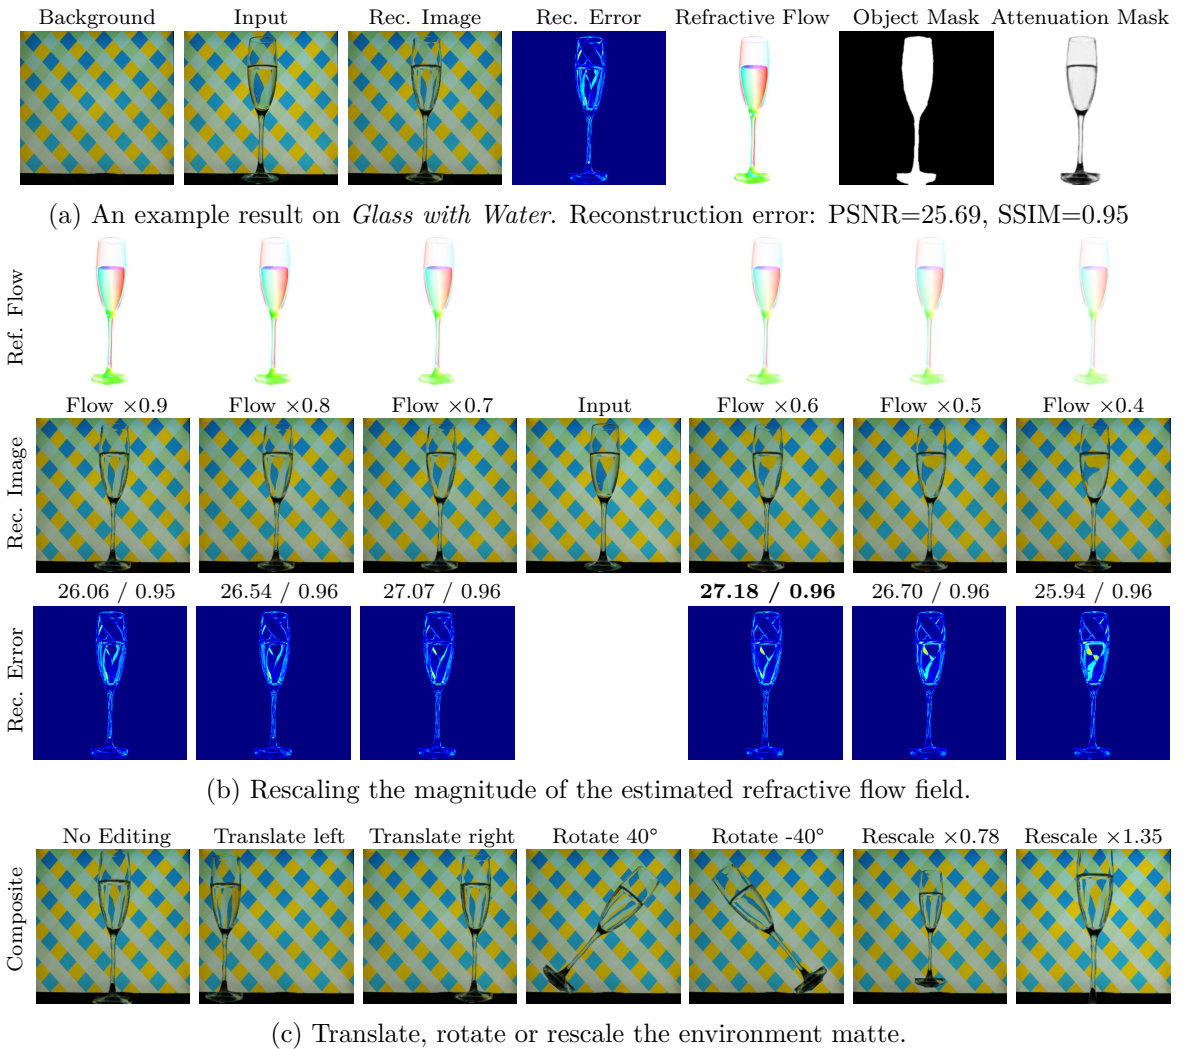 Background Input Rec. Image Rec. Error Refractive Flow Object Mask Attenuation Mask
(a) An example result on Glass with Water. Reconstruction error: PSNR=25.69, SSIM=0.95
Ref. Flow
Flow ×0.9 Flow ×0.8 Flow ×0.7 Input Flow ×0.6 Flow ×0.5 Flow ×0.4
Rec. Image
26.06 / 0.95 26.54 / 0.96 27.07 / 0.96 27.18 / 0.96 26.70 / 0.96 25.94 / 0.96
Rec. Error
(b) Rescaling the magnitude of the estimated refractive flow field.
No Editing Translate left Translate right Rotate 40° Rotate -40° Rescale ×0.78 Rescale ×1.35
Composite
(c) Translate, rotate or rescale the environment matte.